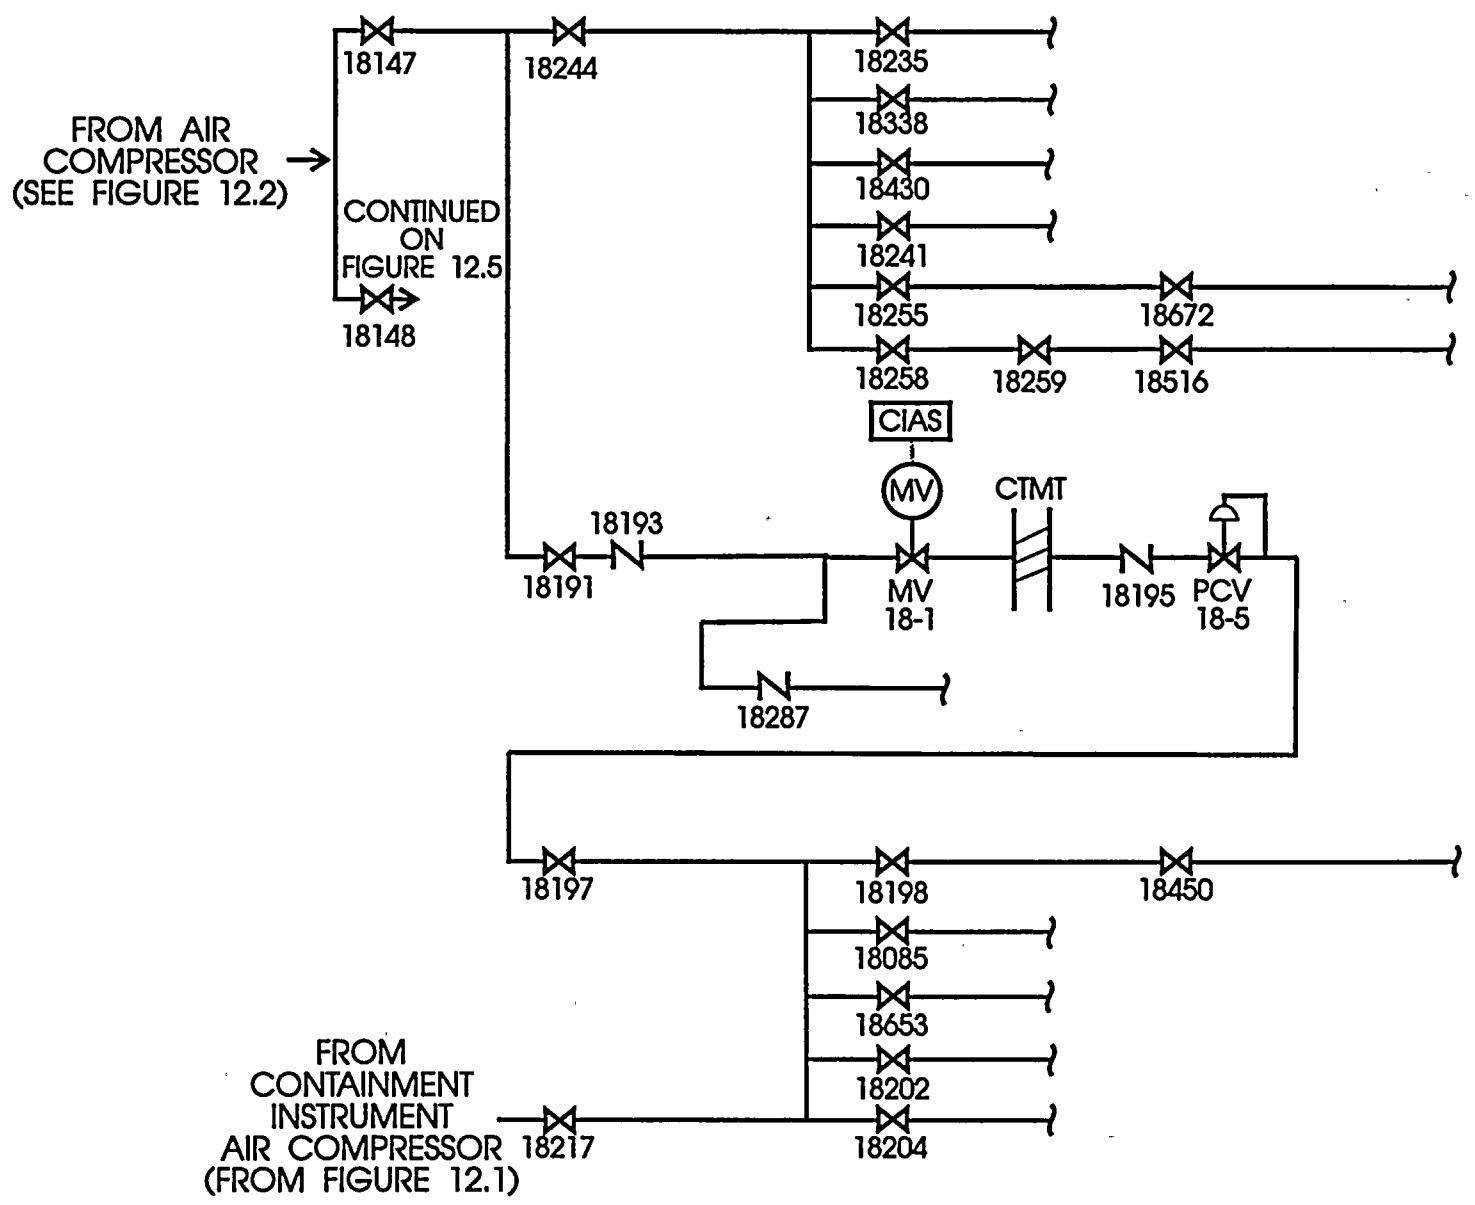 18147
18244
18235
18338
FROM AIR
COMPRESSOR
(SEE FIGURE 12.2)
18430
CONTINUED
ON
FIGURE 12.5
18148
18241
18255
18672
18258
18259
18516
CIAS
MV
CTMT
18193
18191
MV
18-1
18195
PCV
18-5
18287
18197
18198
18450
18085
18653
18202
FROM
CONTAINMENT
INSTRUMENT
AIR COMPRESSOR
(FROM FIGURE 12.1)
18217
18204